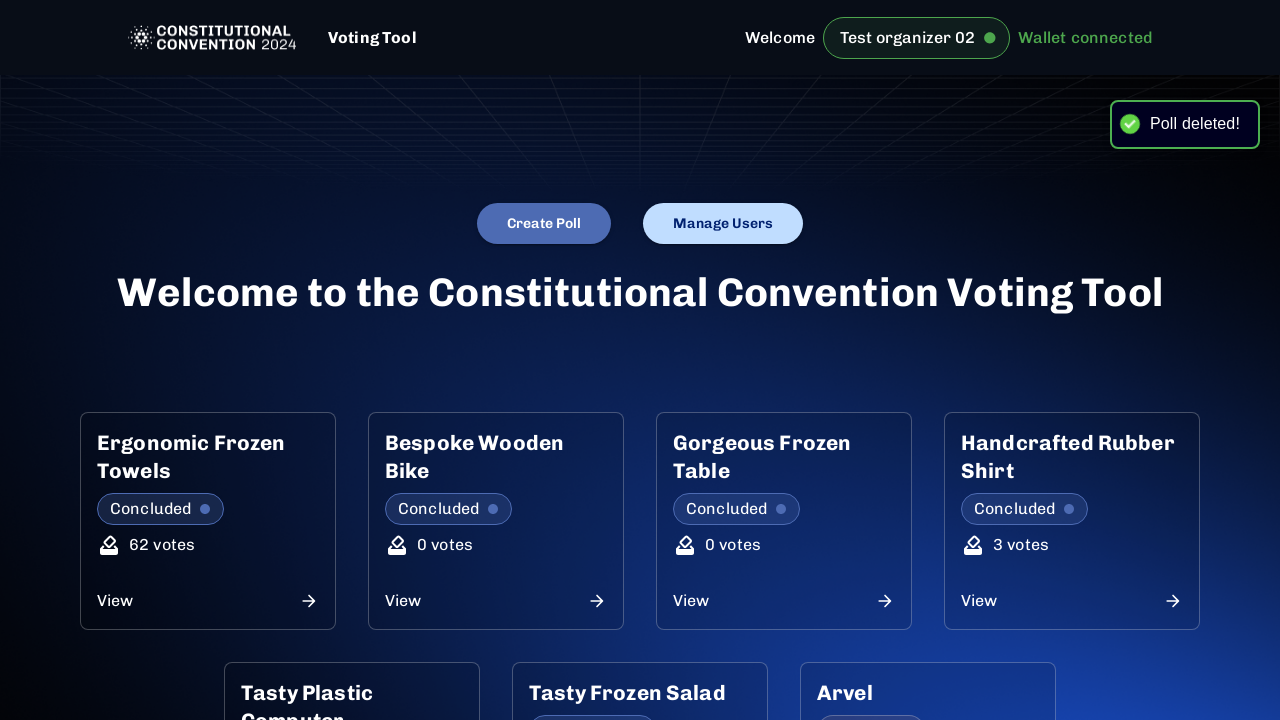 CONSTITUTIONAL
CONVENTION 2024
Voting Tool
Welcome
Test organizer 02
Wallet connected
Poll deleted!
Create Poll
Manage Users
Welcome to the Constitutional Convention Voting Tool
Ergonomic Frozen
Towels
Concluded
62 votes
View
Bespoke Wooden
Bike
Concluded
0 votes
View
Gorgeous Frozen
Table
Concluded
0 votes
View
Handcrafted Rubber
Shirt
Concluded
3 votes
View
Tasty Plastic
Computer
Tasty Frozen Salad
Arvel